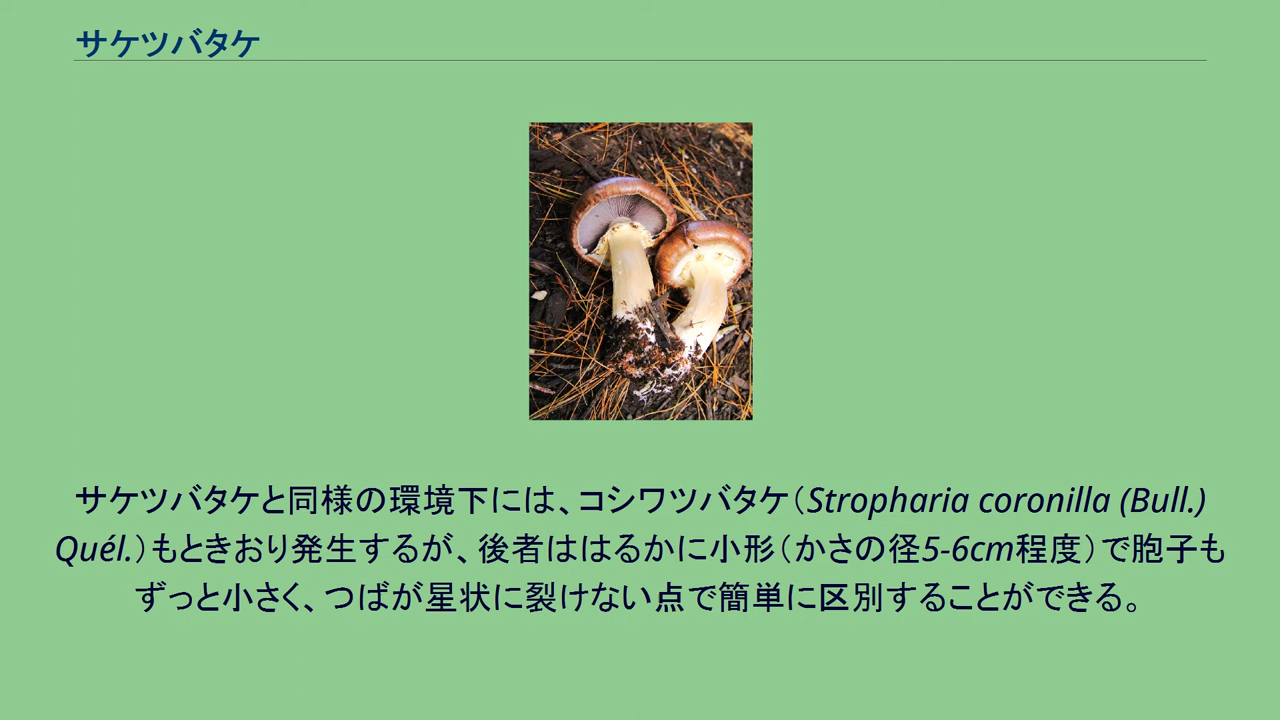 サケツバタケ
サケツバタケと同様の環境下には、コシワツバタケ（Stropharia coronilla (Bull.)
Quél.）もときおり発生するが、後者ははるかに小形（かさの径5-6cm程度）で胞子も
ずっと小さく、つばが星状に裂けない点で簡単に区別することができる。